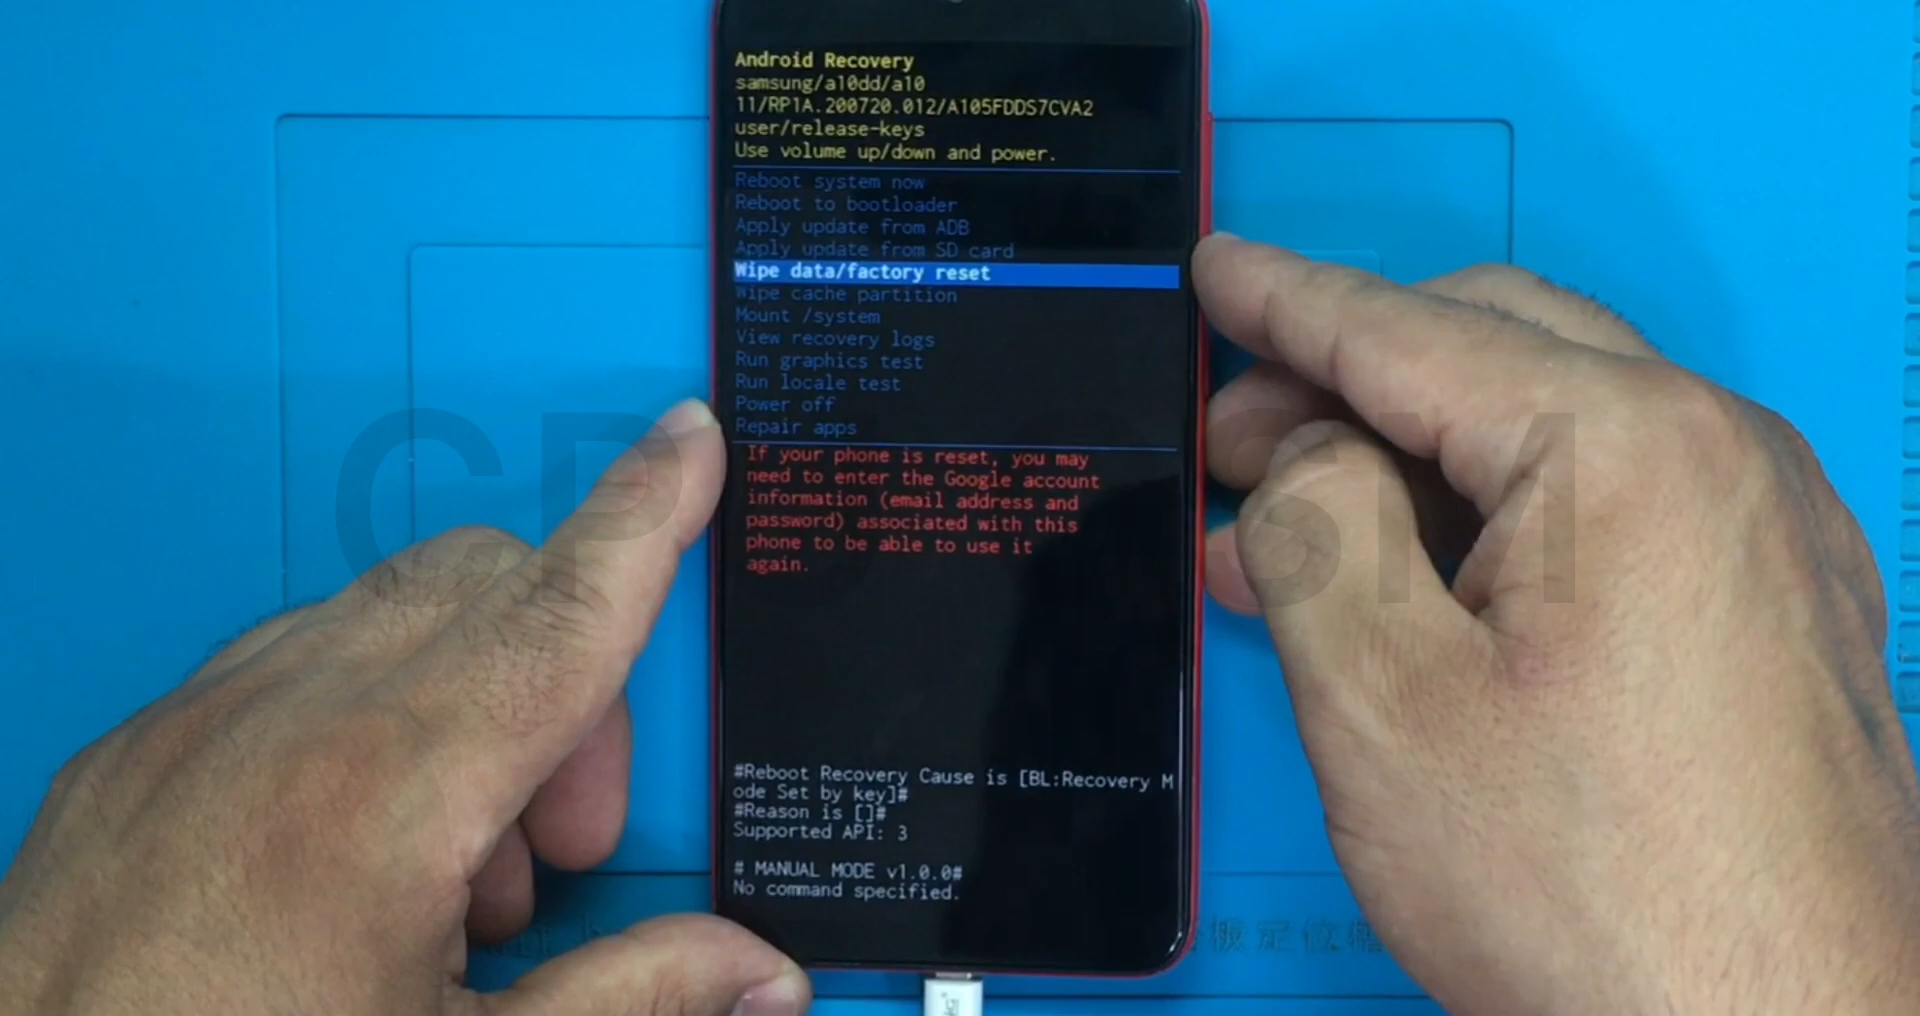 Android Recovery
samsung/a10dd/a10
11/RP1A.200720.012/A105FDDS7CVA2
user/release-keys
Use volume up/down and power.
Reboot system now
Reboot to bootloader
Apply update from ADB
Apply update from SD card
Wipe data/factory reset
Wipe cache partition
Mount /system
View recovery logs
Run graphics test
Run locale test
Power off
Repair apps
If your phone is reset, you may
need to enter the Google account
information (email address and
password) associated with this
phone to be able to use it
again.
#Reboot Recovery Cause is [BL:Recovery M
ode Set by key]#
#Reason is []#
Supported API: 3
# MANUAL MODE v1.0.0#
No command specified.
板定位槽